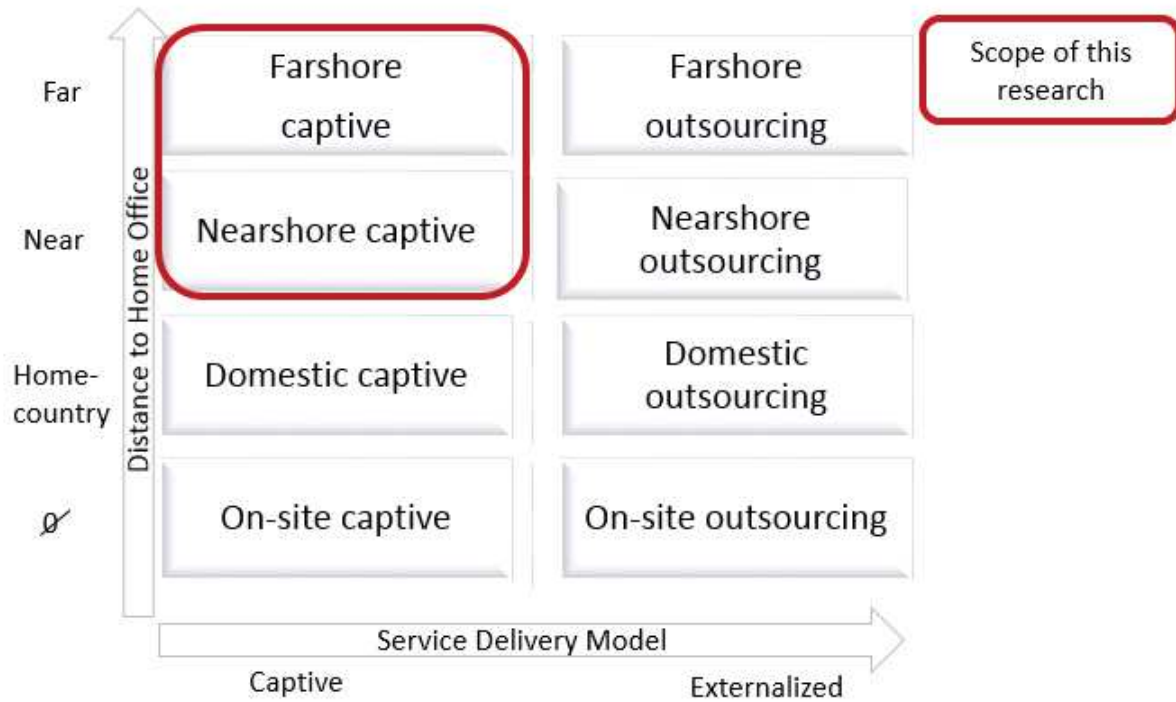 Far
Farshore
captive
Farshore
outsourcing
Scope of this
research
Near
Nearshore captive
Nearshore
outsourcing
Distance to Home Office
Home-
country
Domestic captive
Domestic
outsourcing
0̸
On-site captive
On-site outsourcing
Service Delivery Model
Captive
Externalized